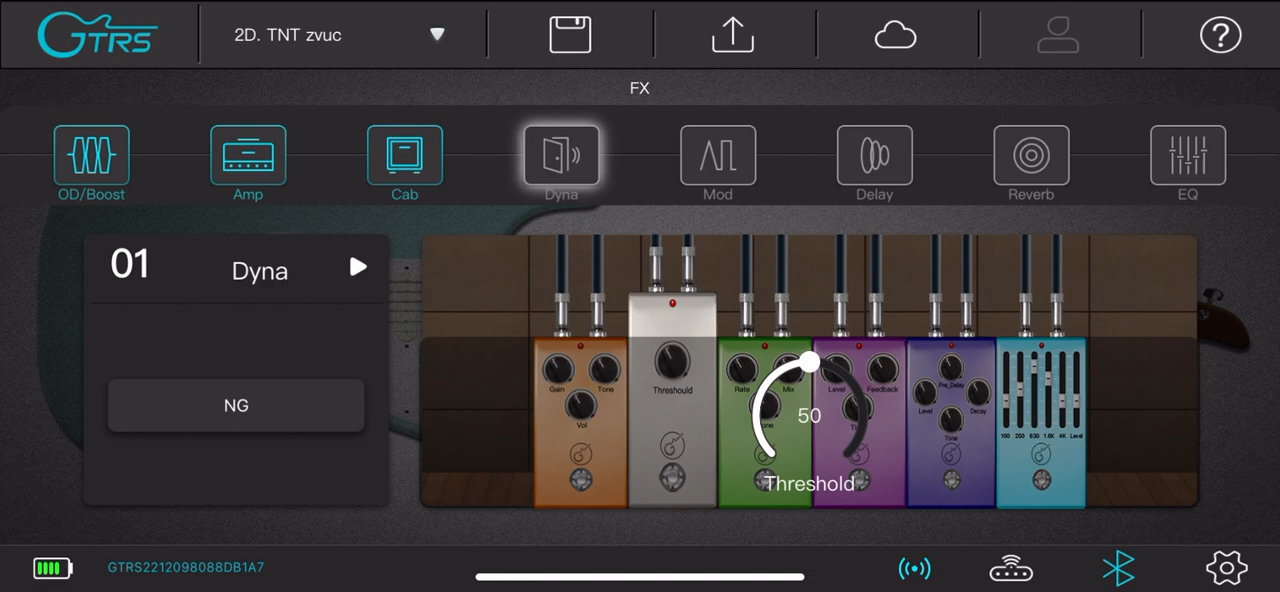 GTRS
2D. TNT zvuc
?
FX
OD/Boost Amp Cab Dyna Mod Delay Reverb EQ
01 Dyna
NG
Gain Tone
Vol
Threshould
Rate Mix
Level Feedback
Pre_Delay
Level Decay
Tone
100 250 630 1.6K 4K Level
50
Threshold
GTRS2212098088DB1A7